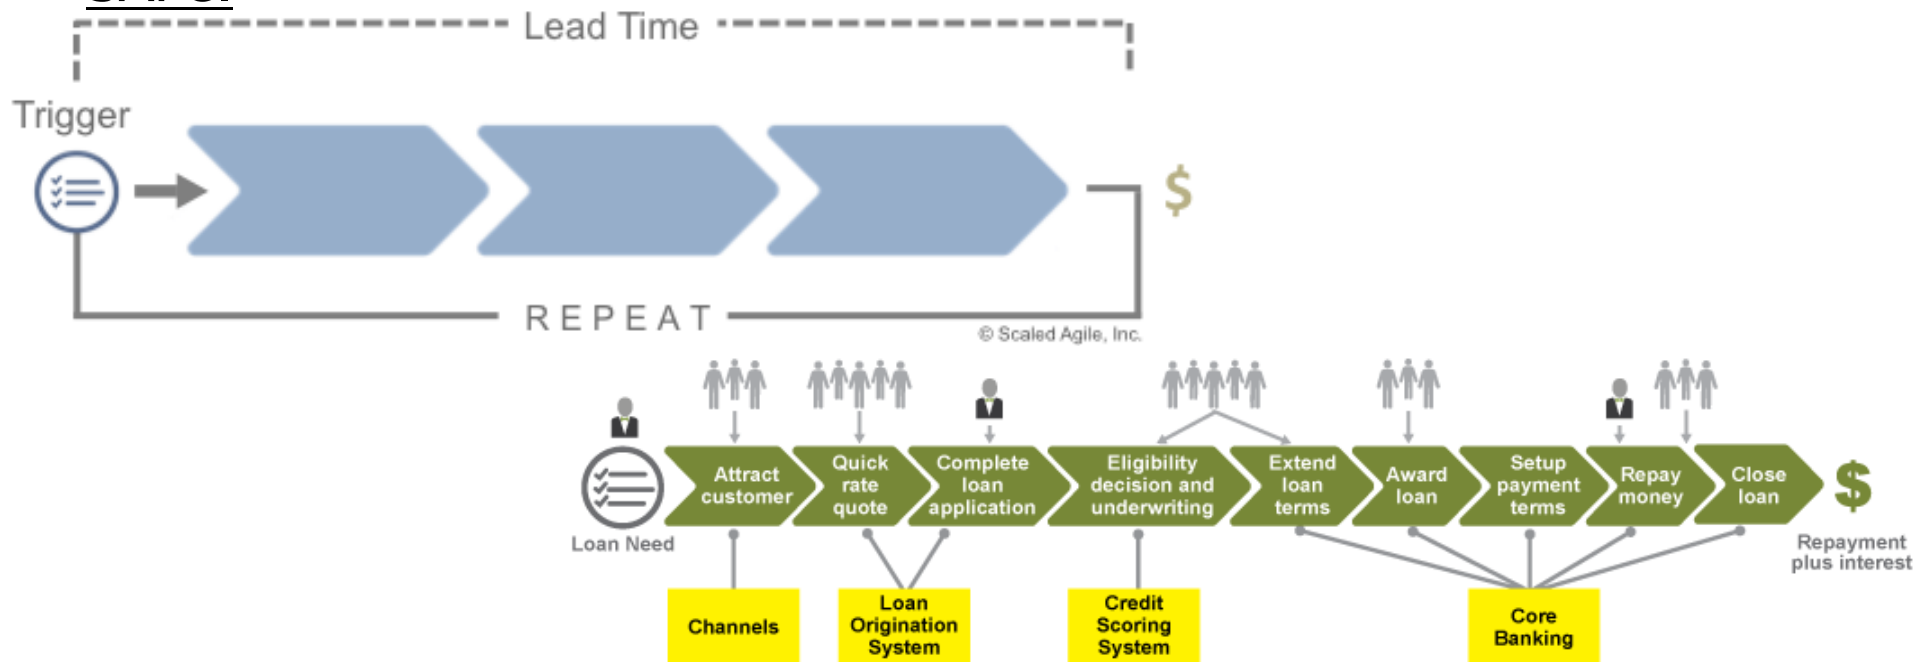 Lead Time
Trigger
$
REPEAT
© Scaled Agile, Inc.
Loan Need
Attract
customer
Quick
rate
quote
Complete
loan
application
Eligibility
decision and
underwriting
Extend
loan
terms
Award
loan
Setup
payment
terms
Repay
money
Close
loan
$
Repayment
plus interest
Channels
Loan
Origination
System
Credit
Scoring
System
Core
Banking